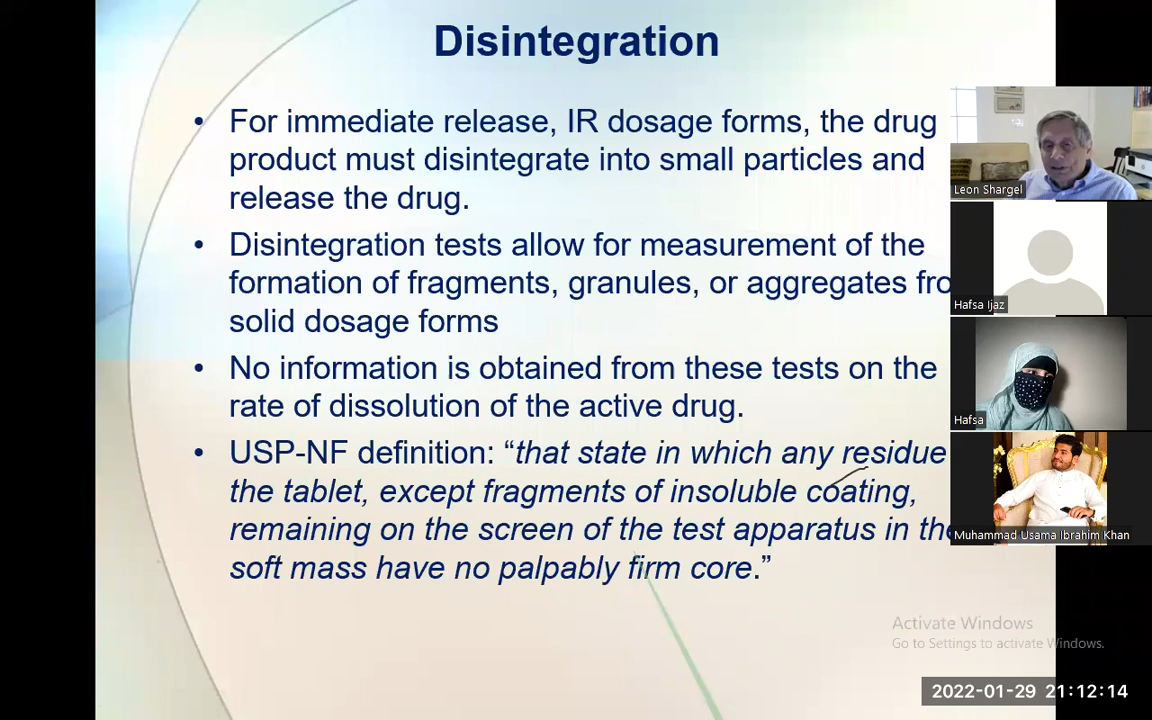 Disintegration
• For immediate release, IR dosage forms, the drug
product must disintegrate into small particles and
release the drug.
• Disintegration tests allow for measurement of the
formation of fragments, granules, or aggregates fro
solid dosage forms
• No information is obtained from these tests on the
rate of dissolution of the active drug.
• USP-NF definition: “that state in which any residue
the tablet, except fragments of insoluble coating,
remaining on the screen of the test apparatus in the
soft mass have no palpably firm core.”
Leon Shargel
Hafsa Ijaz
Hafsa
Muhammad Usama Ibrahim Khan
Activate Windows
Go to Settings to activate Windows.
2022-01-29 21:12:14